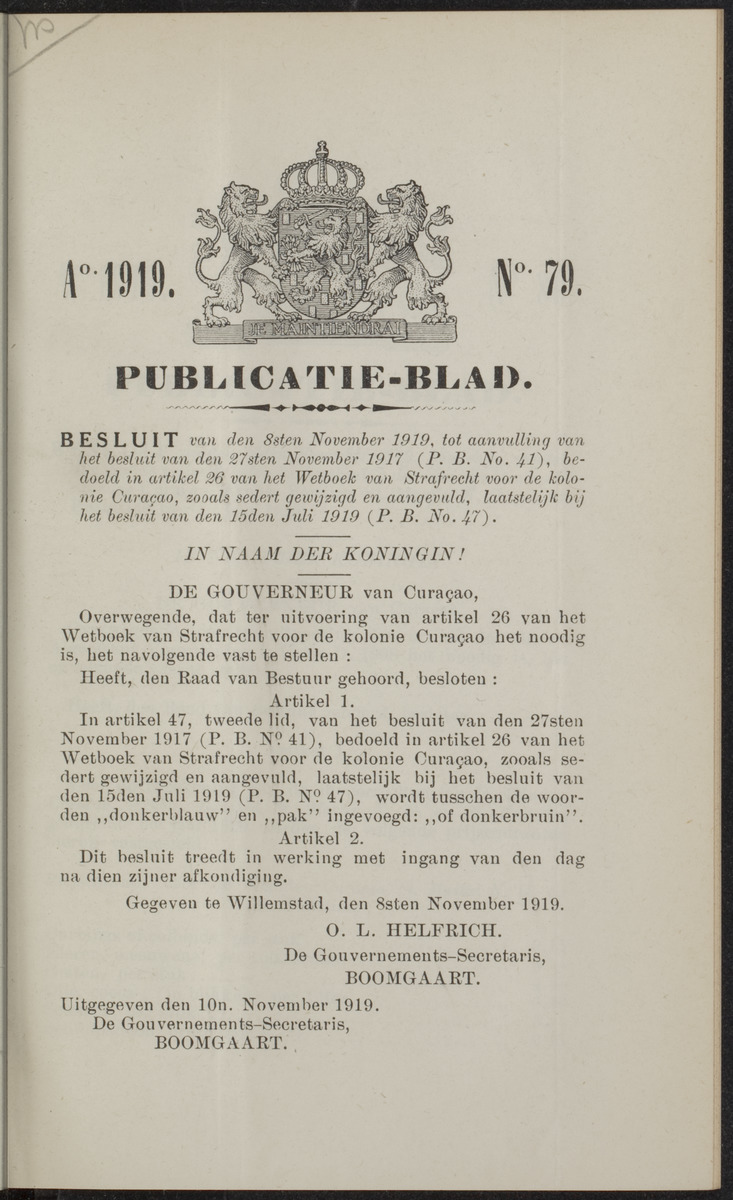 Ao. 1919.
No. 79.
JE MAINTIENDRAI
PUBLICATIE-BLAD.
BESLUIT van den 8sten November 1919, tot aanvulling van
het besluit van den 27sten November 1917 (P. B. No. 41), be-
doeld in artikel 26 van het Wetboek van Strafrecht voor de kolo-
nie Curaçao, zooals sedert gewijzigd en aangevuld, laatstelijk bij
het besluit van den 15den Juli 1919 (P. B. No. 47).
IN NAAM DER KONINGIN!
DE GOUVERNEUR van Curaçao,
Overwegende, dat ter uitvoering van artikel 26 van het
Wetboek van Strafrecht voor de kolonie Curaçao het noodig
is, het navolgende vast te stellen :
Heeft, den Raad van Bestuur gehoord, besloten :
Artikel 1.
In artikel 47, tweede lid, van het besluit van den 27sten
November 1917 (P. B. No. 41), bedoeld in artikel 26 van het
Wetboek van Strafrecht voor de kolonie Curaçao, zooals se-
dert gewijzigd en aangevuld, laatstelijk bij het besluit van
den 15den Juli 1919 (P. B. No. 47), wordt tusschen de woor-
den ,,donkerblauw” en ,,pak” ingevoegd: ,,of donkerbruin”.
Artikel 2.
Dit besluit treedt in werking met ingang van den dag
na dien zijner afkondiging.
Gegeven te Willemstad, den 8sten November 1919.
O. L. HELFRICH.
De Gouvernements-Secretaris,
BOOMGAART.
Uitgegeven den 10n. November 1919.
De Gouvernements-Secretaris,
BOOMGAART.